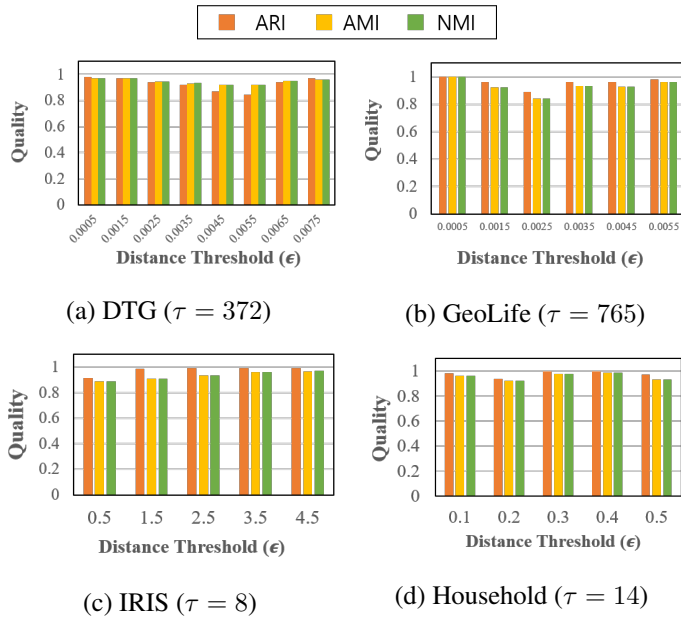 ARI AMI NMI
Quality
1
0.8
0.6
0.4
0.2
0
0.0005 0.0015 0.0025 0.0035 0.0045 0.0055 0.0065 0.0075
Distance Threshold (ϵ)
(a) DTG (τ = 372)
Quality
1
0.8
0.6
0.4
0.2
0
0.0005 0.0015 0.0025 0.0035 0.0045 0.0055
Distance Threshold (ϵ)
(b) GeoLife (τ = 765)
Quality
1
0.8
0.6
0.4
0.2
0
0.5 1.5 2.5 3.5 4.5
Distance Threshold (ϵ)
(c) IRIS (τ = 8)
Quality
1
0.8
0.6
0.4
0.2
0
0.1 0.2 0.3 0.4 0.5
Distance Threshold (ϵ)
(d) Household (τ = 14)